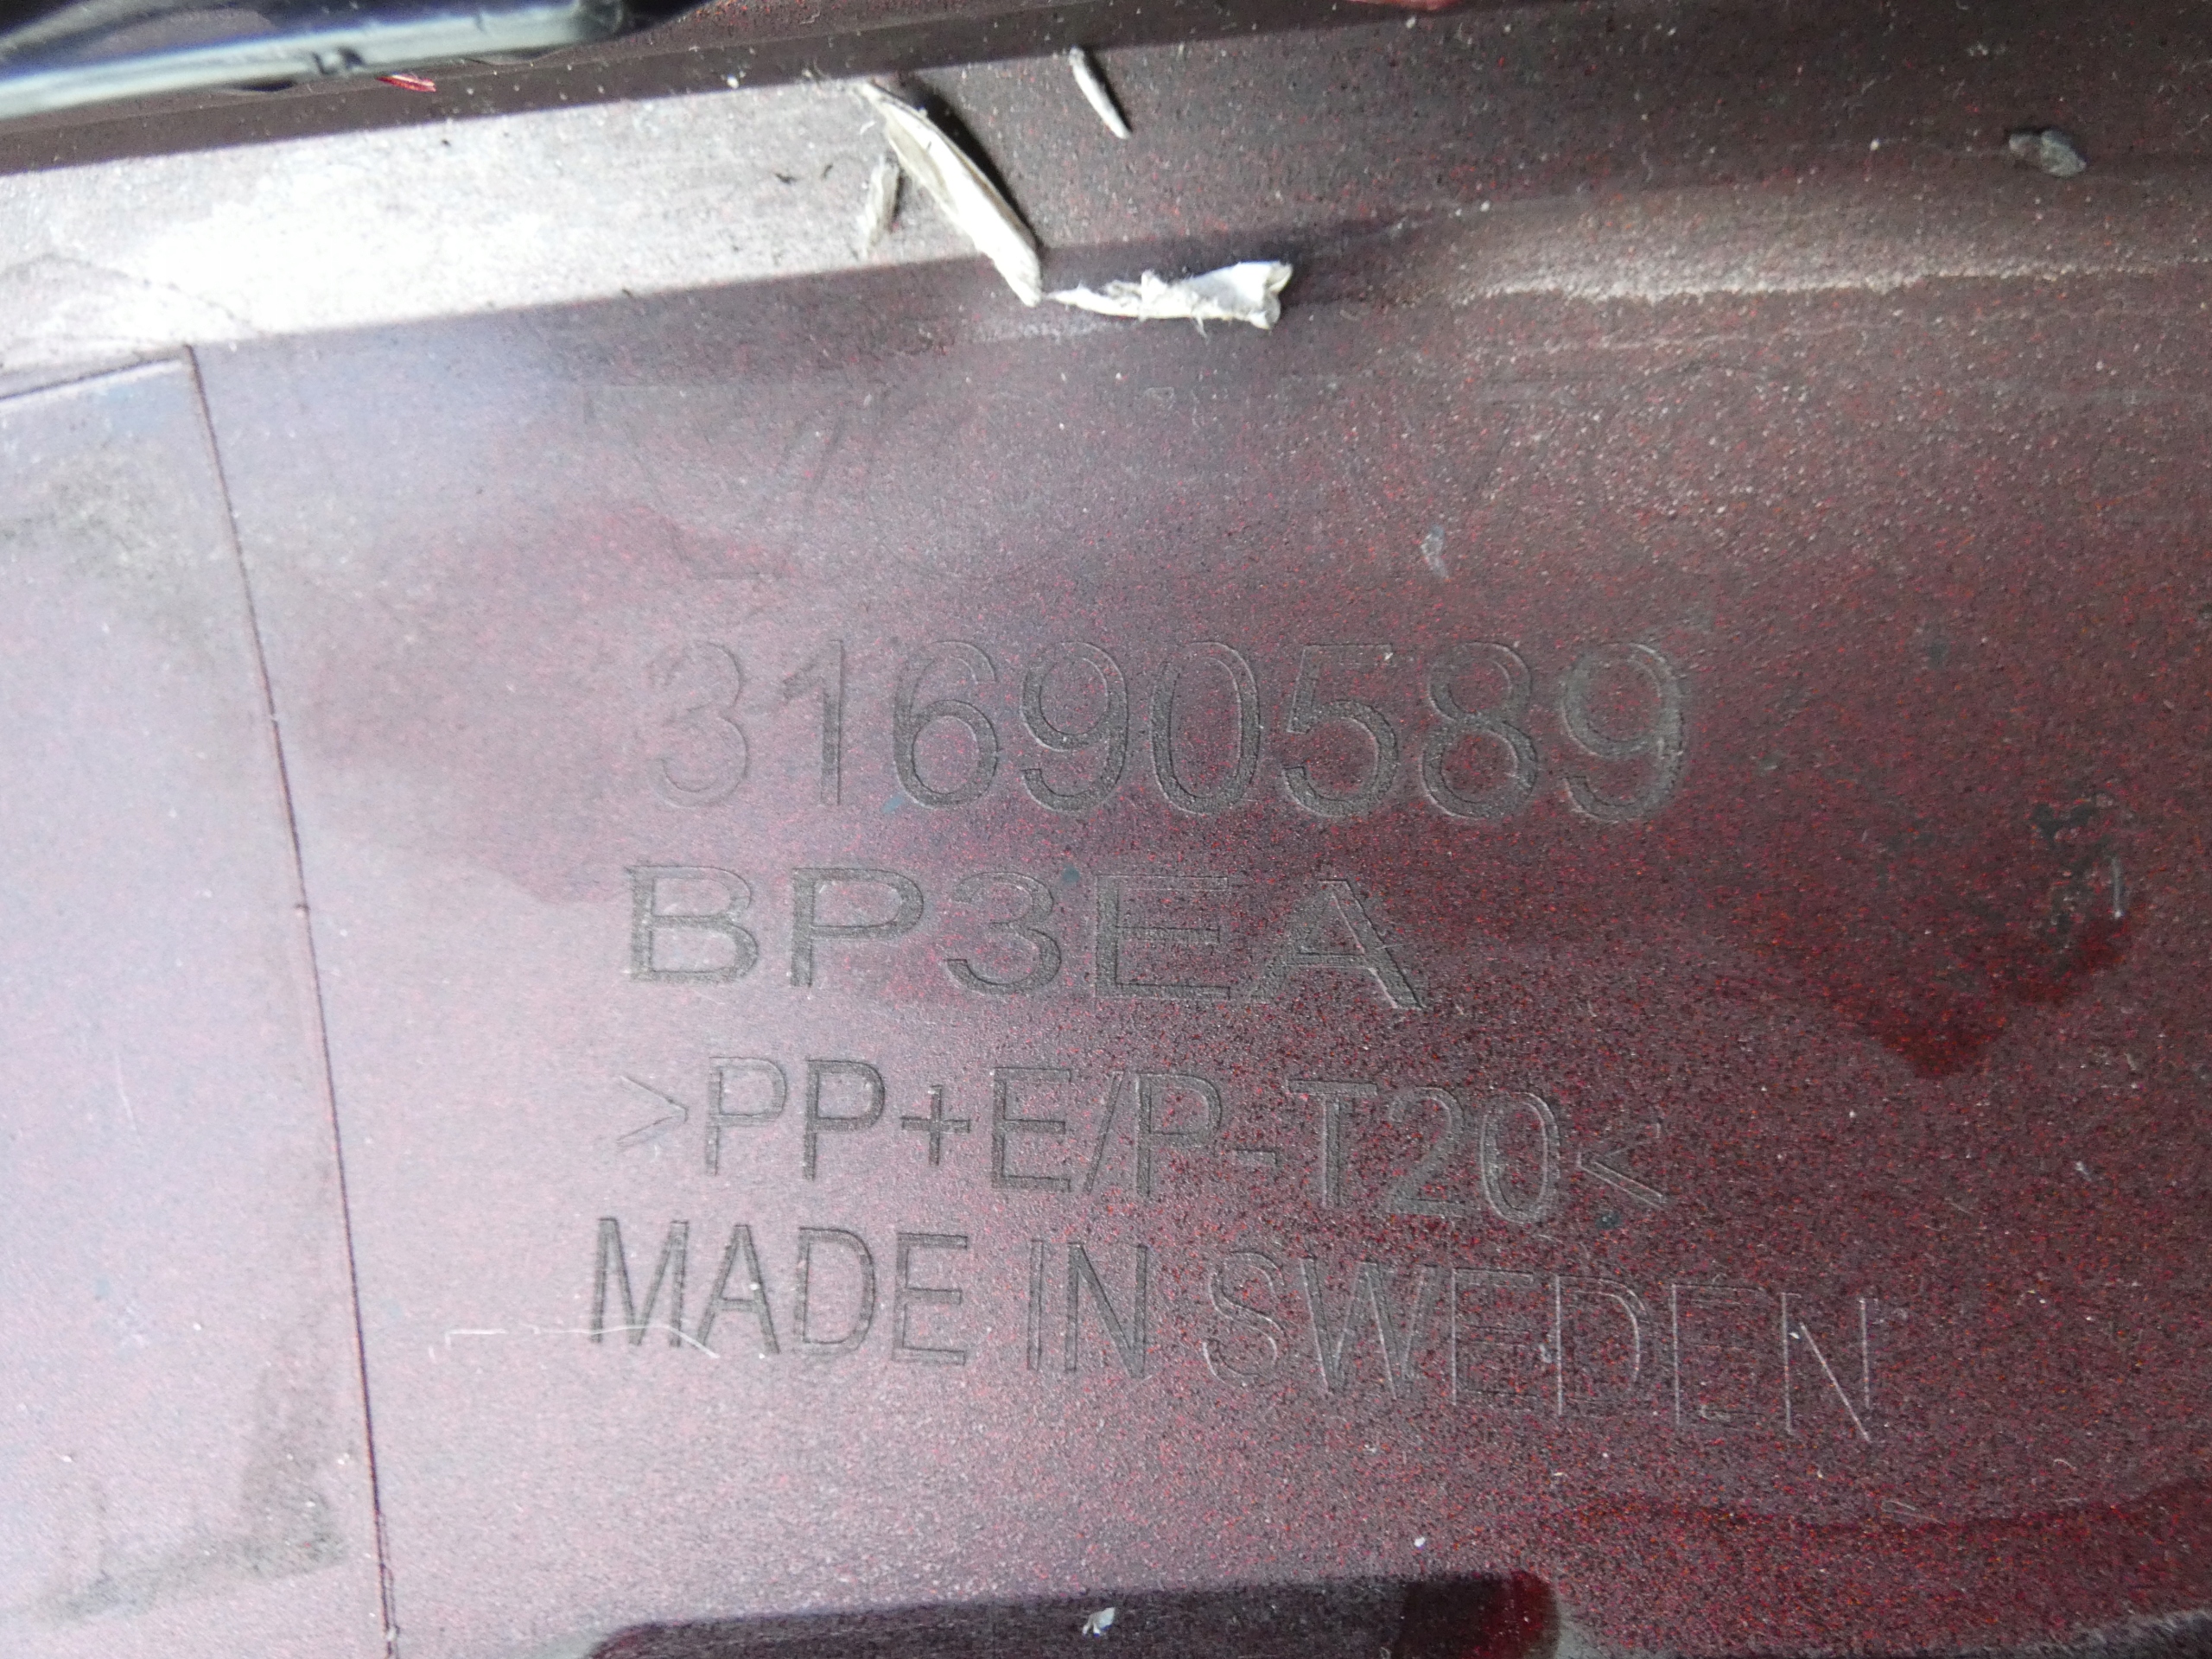 31690589
BP3EA
>PP+E/P-T20<
MADE IN SWEDEN